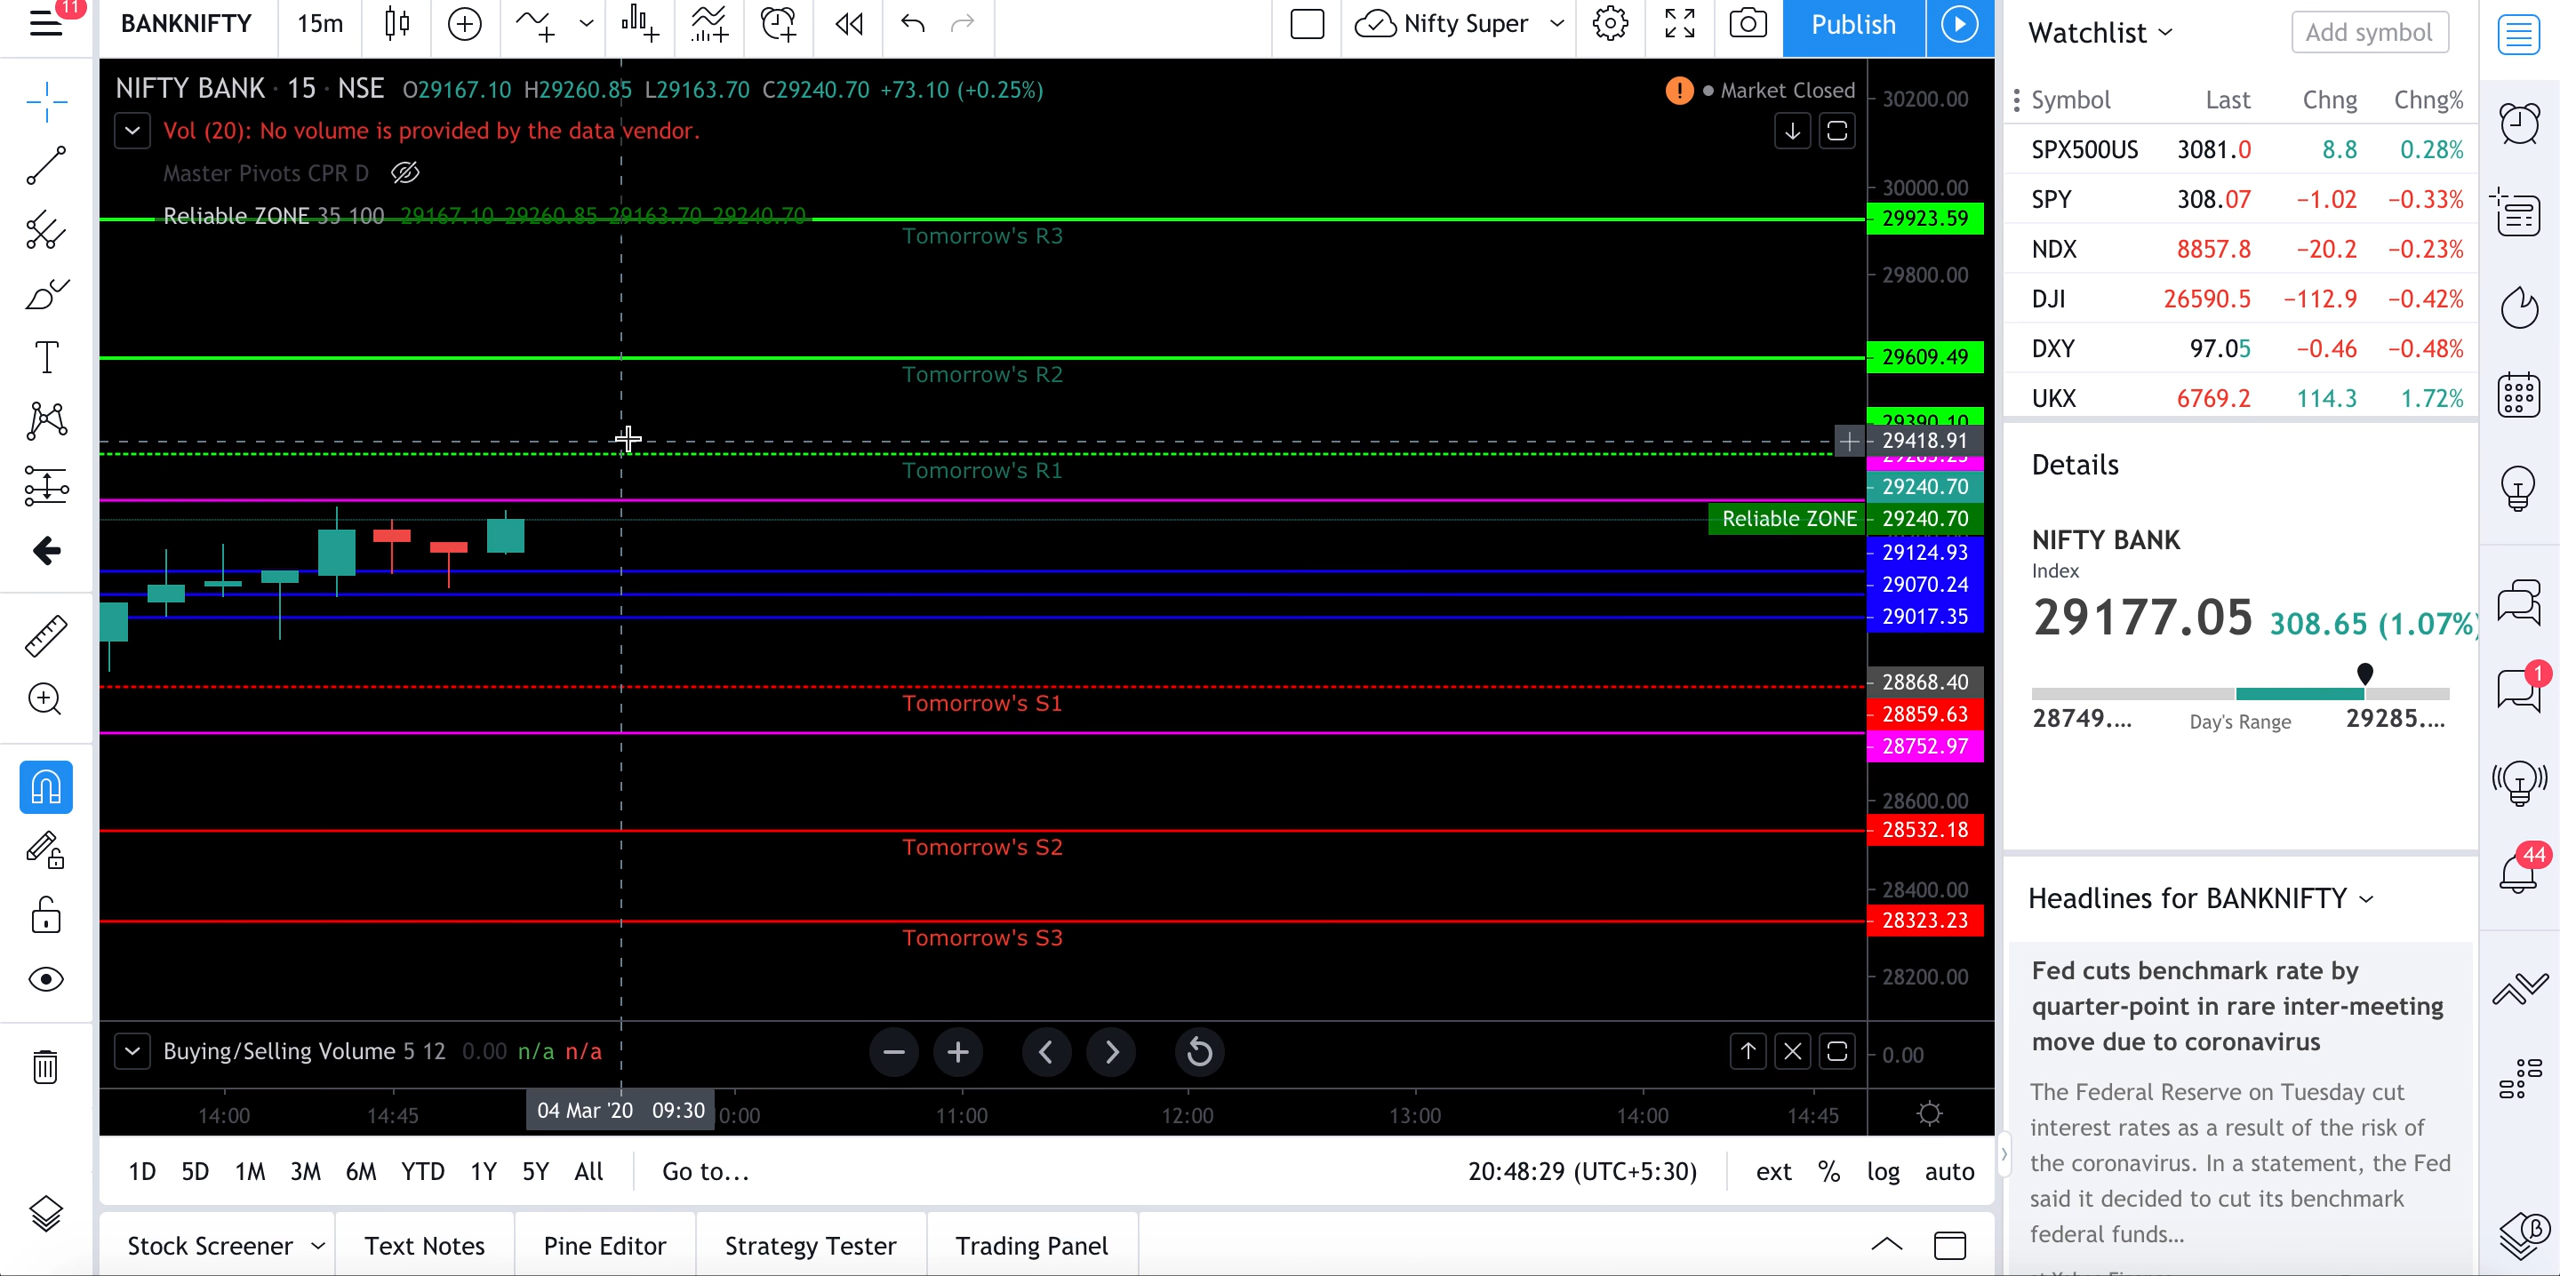 11
BANKNIFTY
15m
Nifty Super
Publish
NIFTY BANK · 15 · NSE O29167.10 H29260.85 L29163.70 C29240.70 +73.10 (+0.25%)
Market Closed
Vol (20): No volume is provided by the data vendor.
Master Pivots CPR D
Reliable ZONE 35 100 29167.10 29260.85 29163.70 29240.70
Tomorrow's R3
Tomorrow's R2
Tomorrow's R1
Reliable ZONE
Tomorrow's S1
Tomorrow's S2
Tomorrow's S3
30200.00
30000.00
29923.59
29800.00
29609.49
29390.10
29418.91
29240.70
29240.70
29124.93
29070.24
29017.35
28868.40
28859.63
28752.97
28600.00
28532.18
28400.00
28323.23
28200.00
Buying/Selling Volume 5 12 0.00 n/a n/a
0.00
14:00
14:45
04 Mar '20 09:30
0:00
11:00
12:00
13:00
14:00
14:45
1D 5D 1M 3M 6M YTD 1Y 5Y All
Go to...
20:48:29 (UTC+5:30)
ext % log auto
Stock Screener
Text Notes
Pine Editor
Strategy Tester
Trading Panel
Watchlist
Add symbol
Symbol Last Chng Chng%
SPX500US 3081.0 8.8 0.28%
SPY 308.07 −1.02 −0.33%
NDX 8857.8 −20.2 −0.23%
DJI 26590.5 −112.9 −0.42%
DXY 97.05 −0.46 −0.48%
UKX 6769.2 114.3 1.72%
Details
NIFTY BANK
Index
29177.05 308.65 (1.07%)
28749.... Day's Range 29285....
Headlines for BANKNIFTY
Fed cuts benchmark rate by
quarter-point in rare inter-meeting
move due to coronavirus
The Federal Reserve on Tuesday cut
interest rates as a result of the risk of
the coronavirus. In a statement, the Fed
said it decided to cut its benchmark
federal funds...
1
44
β